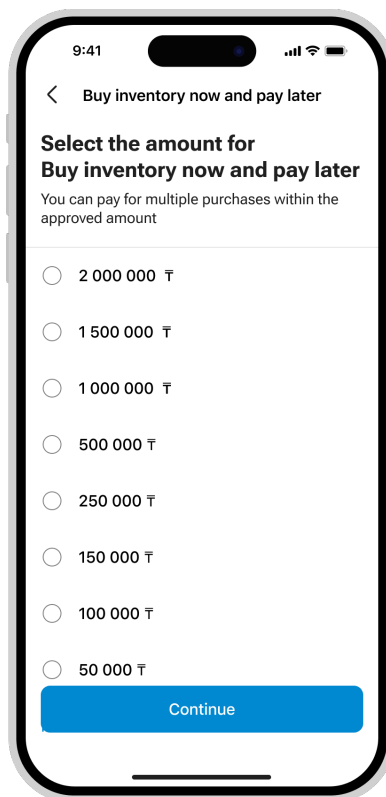 9:41
Buy inventory now and pay later
Select the amount for
Buy inventory now and pay later
You can pay for multiple purchases within the
approved amount
2 000 000 ₸
1 500 000 ₸
1 000 000 ₸
500 000 ₸
250 000 ₸
150 000 ₸
100 000 ₸
50 000 ₸
Continue